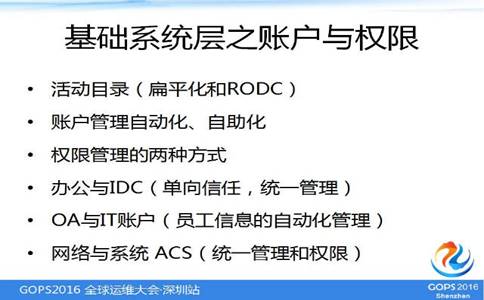 基础系统层之账户与权限
• 活动目录（扁平化和RODC）
• 账户管理自动化、自助化
• 权限管理的两种方式
• 办公与IDC（单向信任，统一管理）
• OA与IT账户（员工信息的自动化管理）
• 网络与系统 ACS（统一管理和权限）
GOPS2016 全球运维大会·深圳站
GOPS2016
Shenzhen